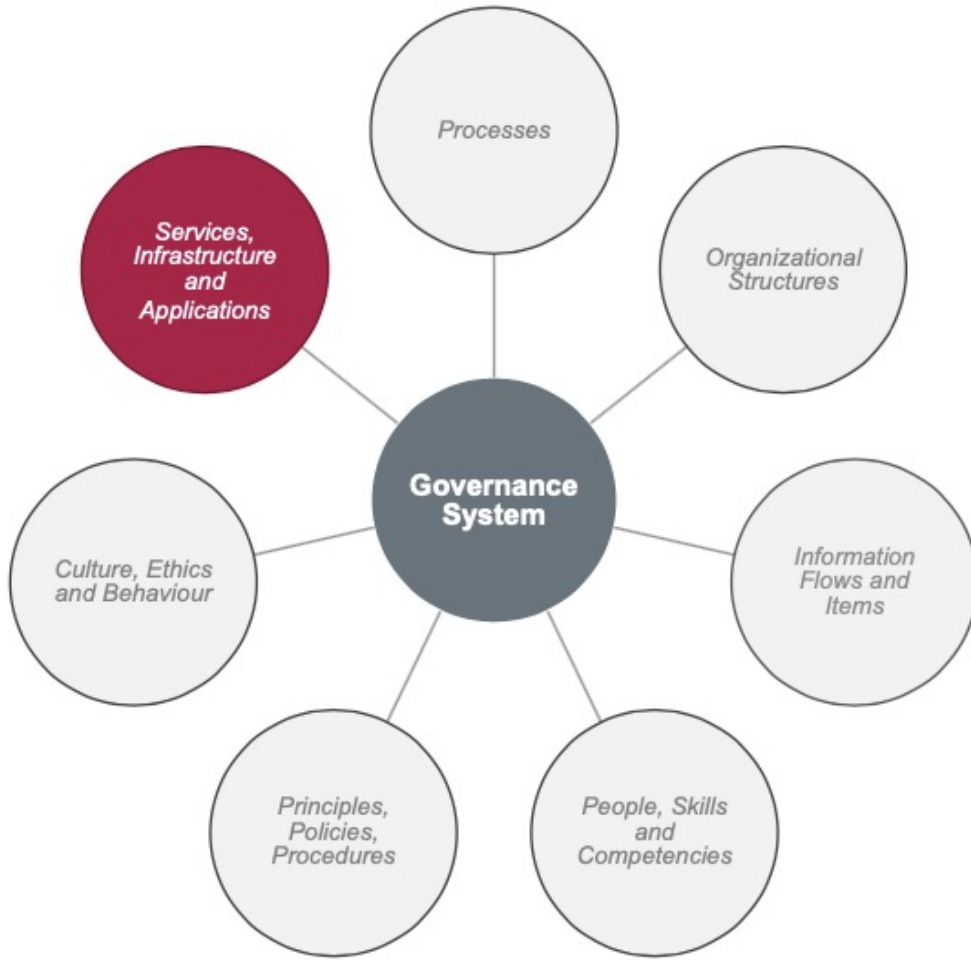 Processes
Services,
Infrastructure
and
Applications
Organizational
Structures
Governance
System
Culture, Ethics
and Behaviour
Information
Flows and
Items
Principles,
Policies,
Procedures
People, Skills
and
Competencies